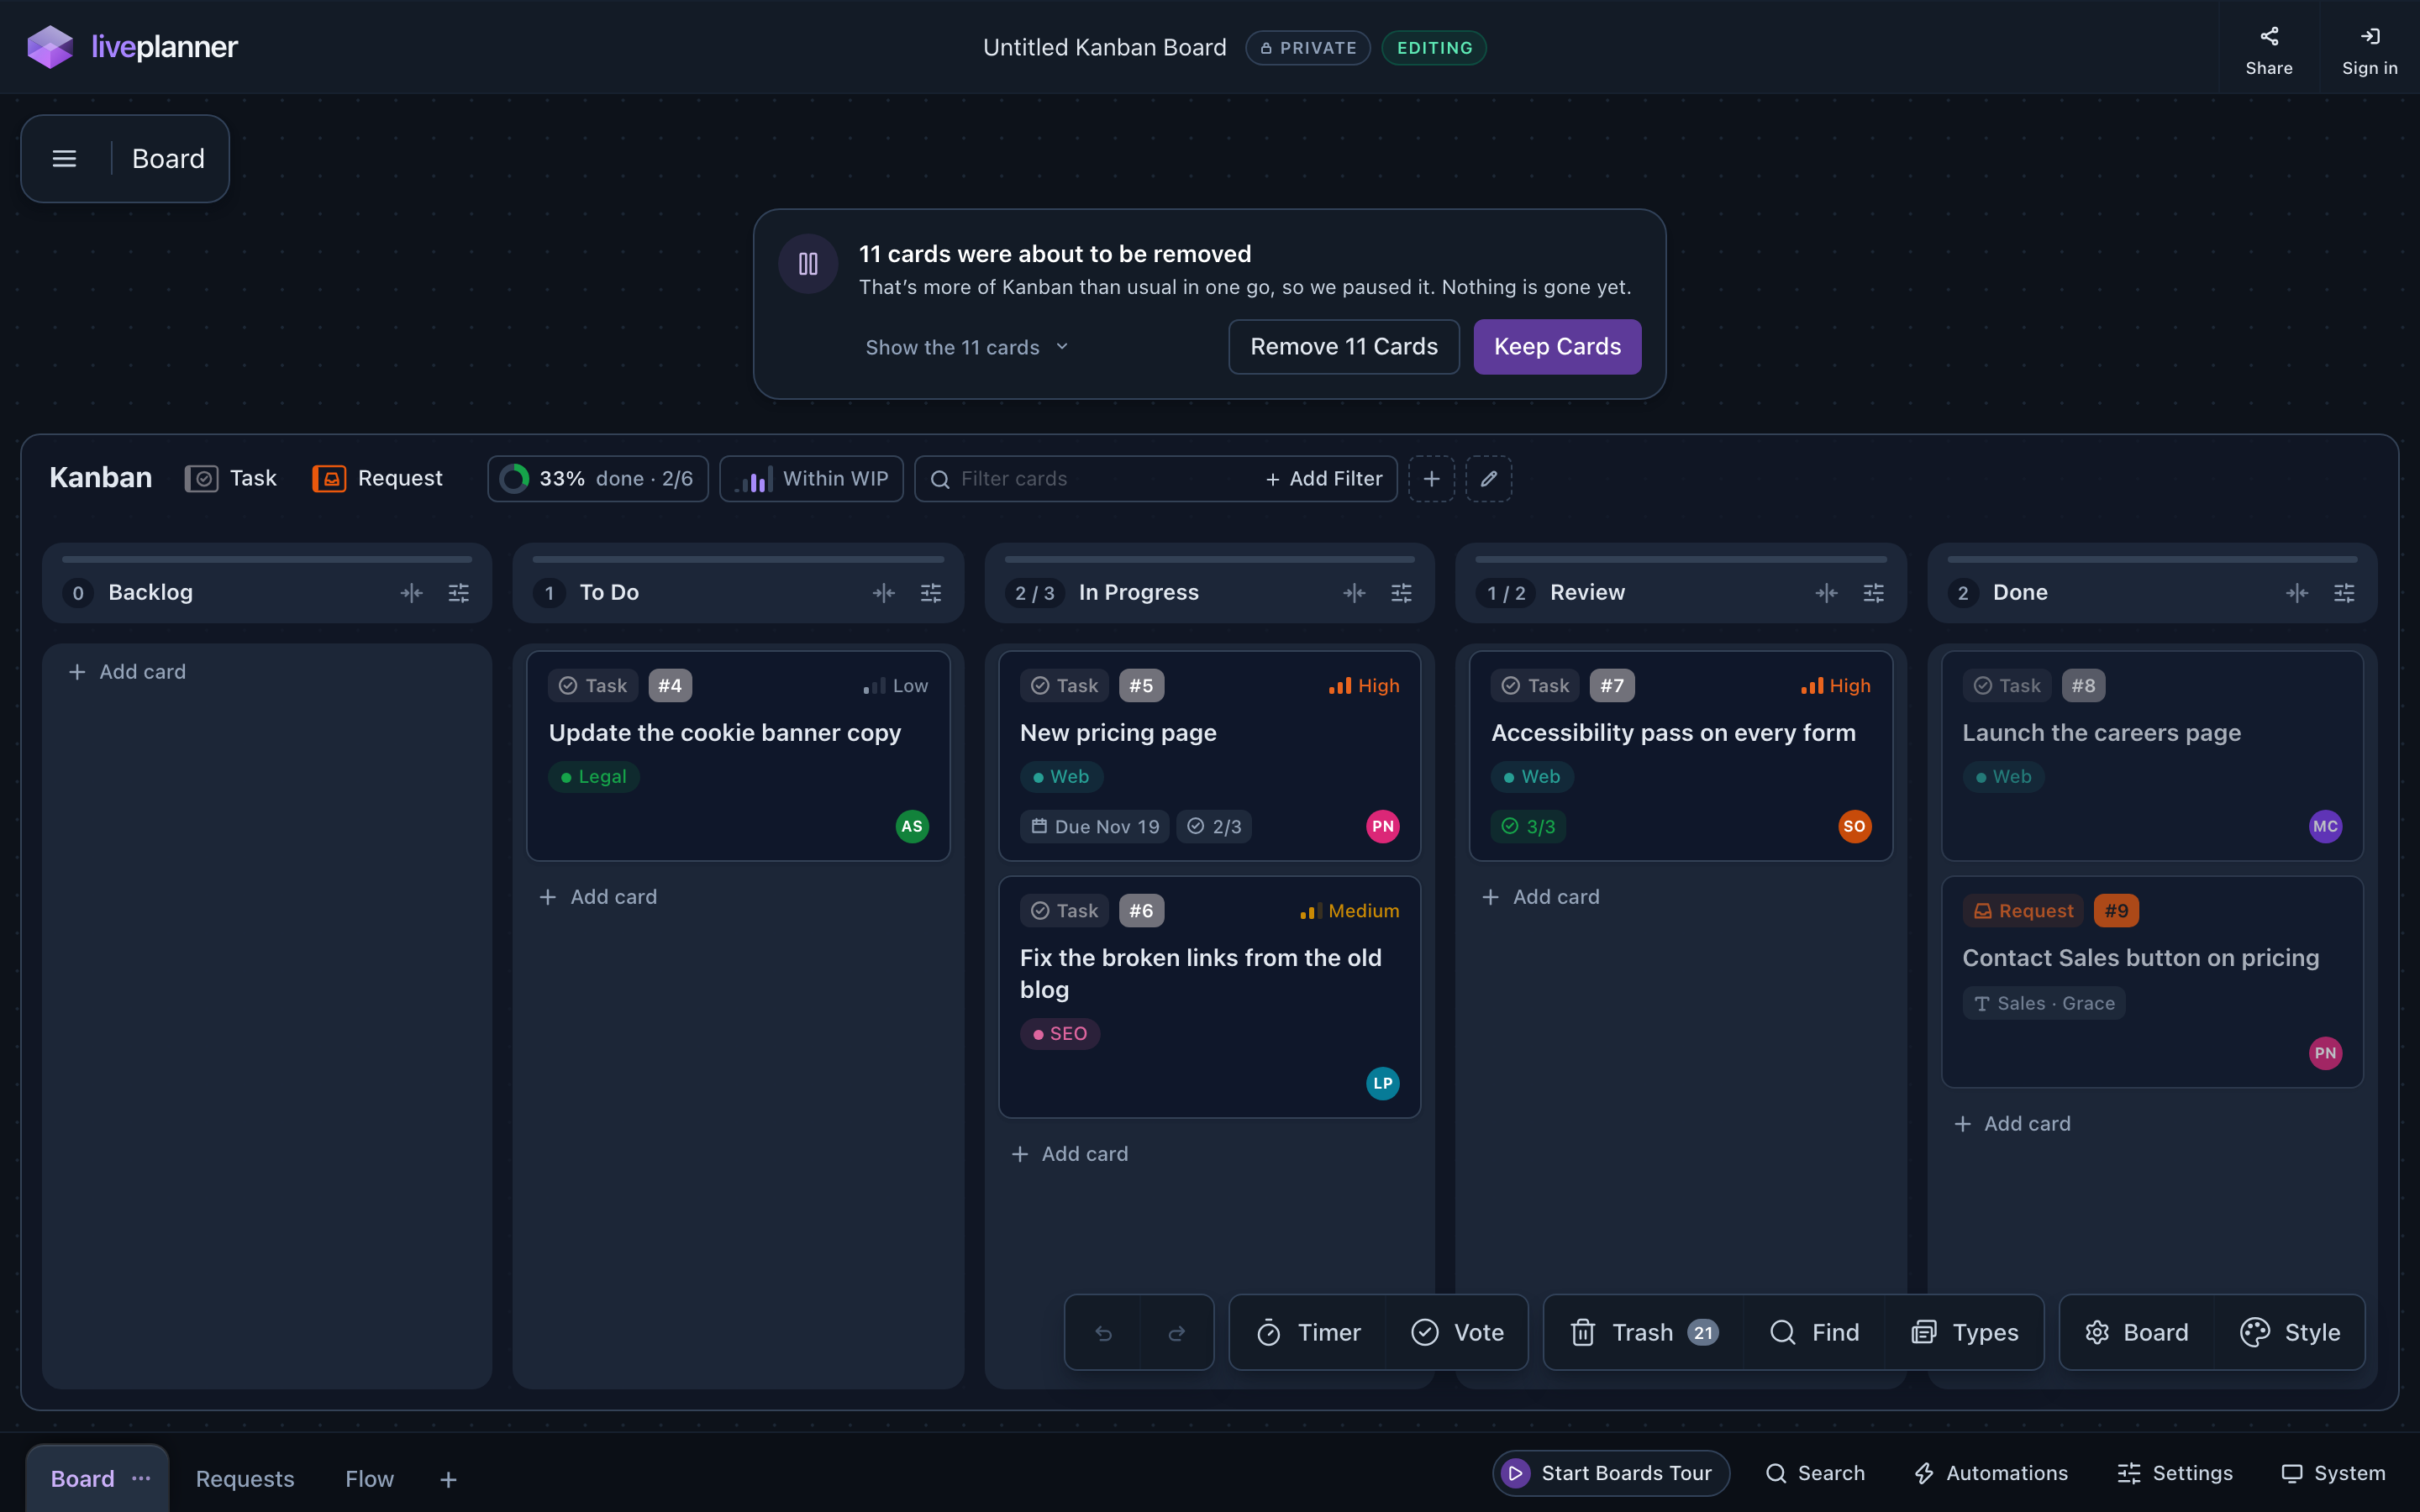 liveplanner
Untitled Kanban Board
PRIVATE
EDITING
Share
Sign in
Board
11 cards were about to be removed
That’s more of Kanban than usual in one go, so we paused it. Nothing is gone yet.
Show the 11 cards
Remove 11 Cards
Keep Cards
Kanban
Task
Request
33% done · 2/6
Within WIP
Filter cards
+ Add Filter
0 Backlog
1 To Do
2 / 3 In Progress
1 / 2 Review
2 Done
+ Add card
Task #4 Low
Update the cookie banner copy
Legal
AS
+ Add card
Task #5 High
New pricing page
Web
Due Nov 19 2/3 PN
Task #6 Medium
Fix the broken links from the old
blog
SEO
LP
+ Add card
Task #7 High
Accessibility pass on every form
Web
3/3 SO
+ Add card
Task #8
Launch the careers page
Web
MC
Request #9
Contact Sales button on pricing
Sales · Grace
PN
+ Add card
Timer
Vote
Trash 21
Find
Types
Board
Style
Board
Requests
Flow
+
Start Boards Tour
Search
Automations
Settings
System